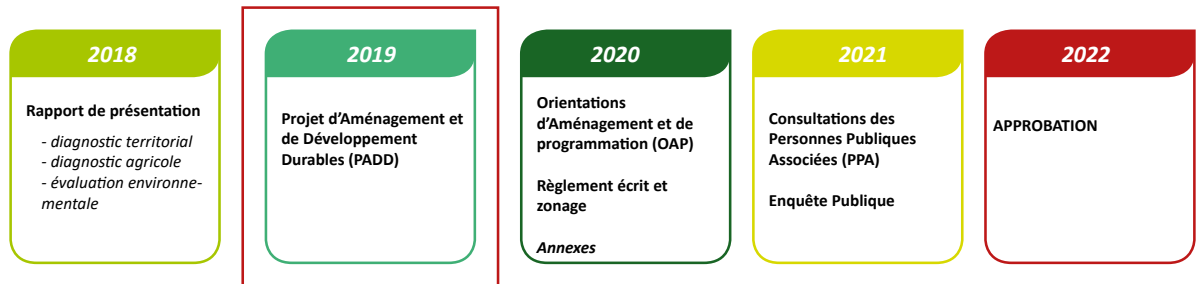 2018
Rapport de présentation
- diagnostic territorial
- diagnostic agricole
- évaluation environne-
mentale
2019
Projet d'Aménagement et
de Développement
Durables (PADD)
2020
Orientations
d'Aménagement et de
programmation (OAP)
Règlement écrit et
zonage
Annexes
2021
Consultations des
Personnes Publiques
Associées (PPA)
Enquête Publique
2022
APPROBATION